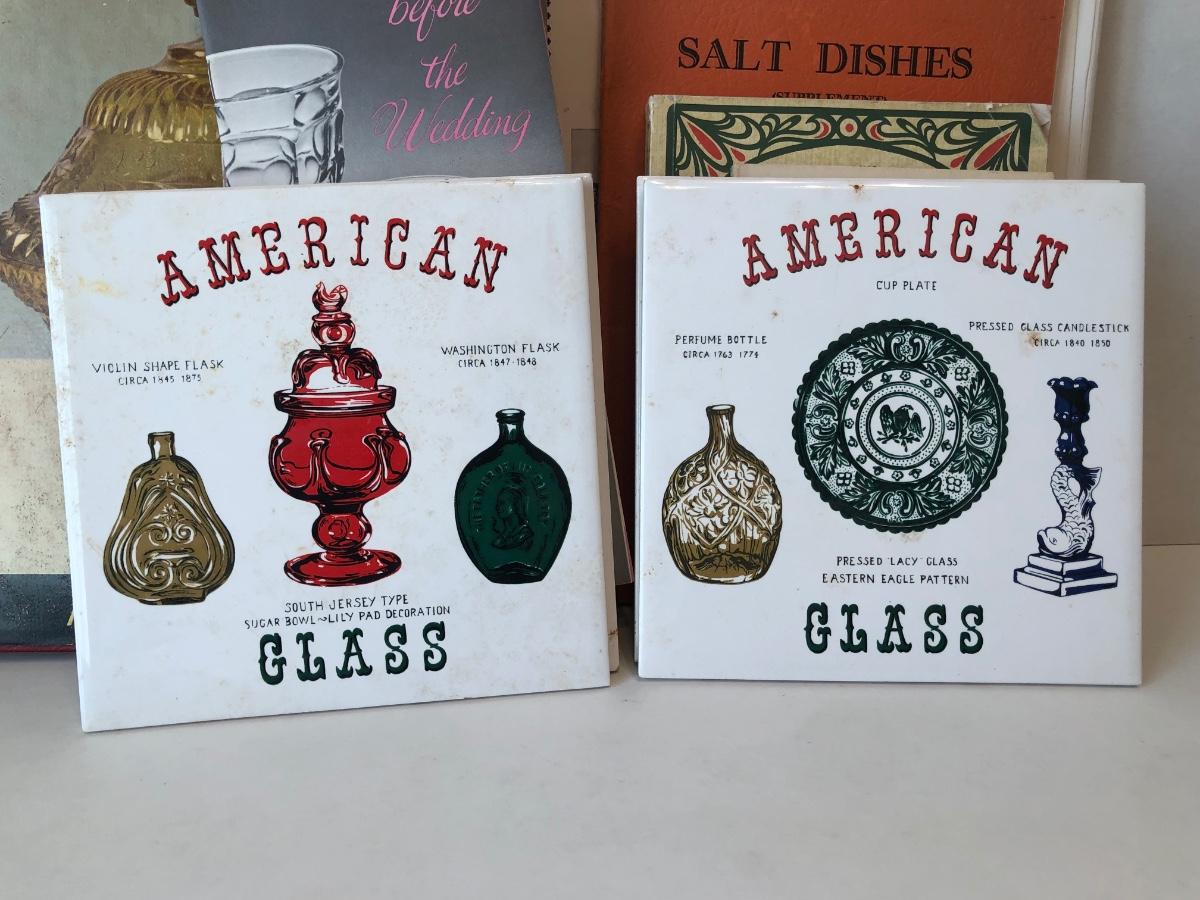 before
the
Wedding
SALT DISHES
(SUPPLEMENT)
AMERICAN
VIOLIN SHAPE FLASK
CIRCA 1845-1875
WASHINGTON FLASK
CIRCA 1847-1848
SOUTH JERSEY TYPE
SUGAR BOWL~LILY PAD DECORATION
GLASS
AMERICAN
CUP PLATE
PERFUME BOTTLE
CIRCA 1763 1774
PRESSED GLASS CANDLESTICK
CIRCA 1840 1850
PRESSED "LACY" GLASS
EASTERN EAGLE PATTERN
GLASS